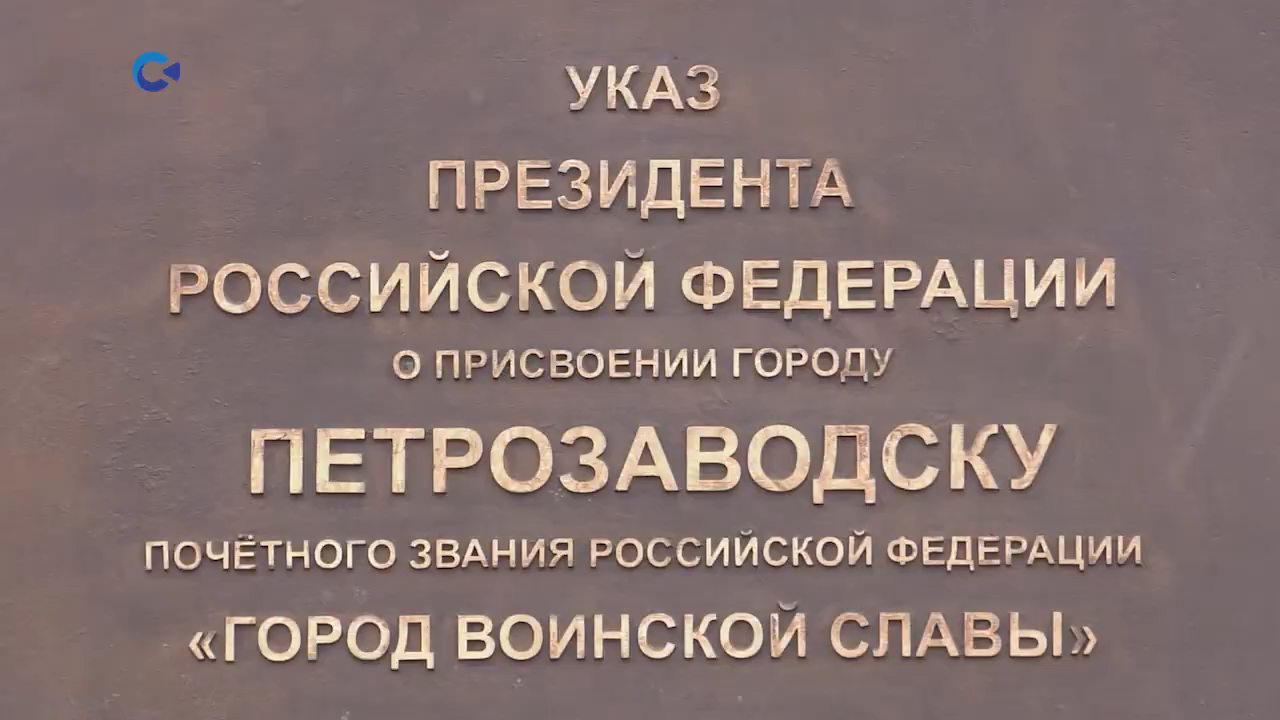 УКАЗ
ПРЕЗИДЕНТА
РОССИЙСКОЙ ФЕДЕРАЦИИ
О ПРИСВОЕНИИ ГОРОДУ
ПЕТРОЗАВОДСКУ
ПОЧЁТНОГО ЗВАНИЯ РОССИЙСКОЙ ФЕДЕРАЦИИ
«ГОРОД ВОИНСКОЙ СЛАВЫ»